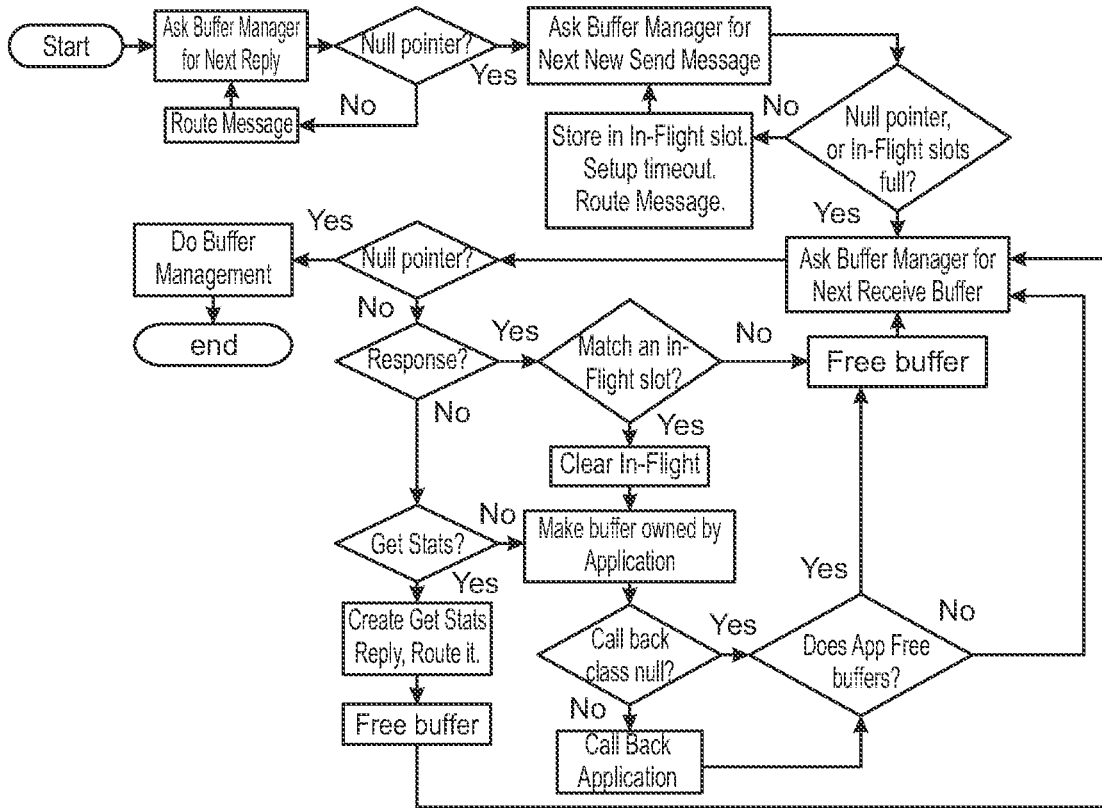 Start
Ask Buffer Manager
for Next Reply
Null pointer?
Yes
Ask Buffer Manager for
Next New Send Message
No
Route Message
No
Null pointer,
or In-Flight slots
full?
Store in In-Flight slot.
Setup timeout.
Route Message.
Yes
Yes
Do Buffer
Management
Null pointer?
Ask Buffer Manager for
Next Receive Buffer
end
No
Response?
Yes
Match an In-
Flight slot?
No
Free buffer
No
Yes
Clear In-Flight
Get Stats?
No
Make buffer owned by
Application
Yes
Yes
No
Create Get Stats
Reply, Route it.
Call back
class null?
Yes
Does App Free
buffers?
Free buffer
No
Call Back
Application